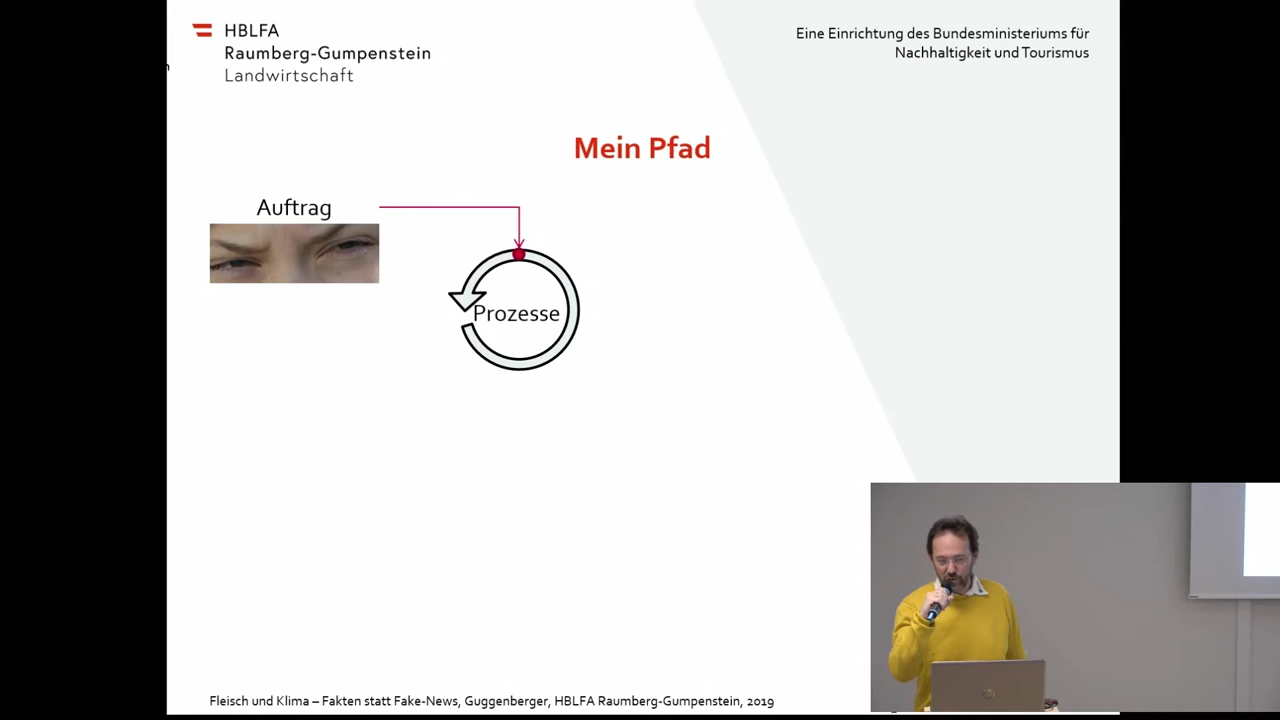 HBLFA
Raumberg-Gumpenstein
Landwirtschaft
Eine Einrichtung des Bundesministeriums für
Nachhaltigkeit und Tourismus
Mein Pfad
Auftrag
Prozesse
Fleisch und Klima – Fakten statt Fake-News, Guggenberger, HBLFA Raumberg-Gumpenstein, 2019